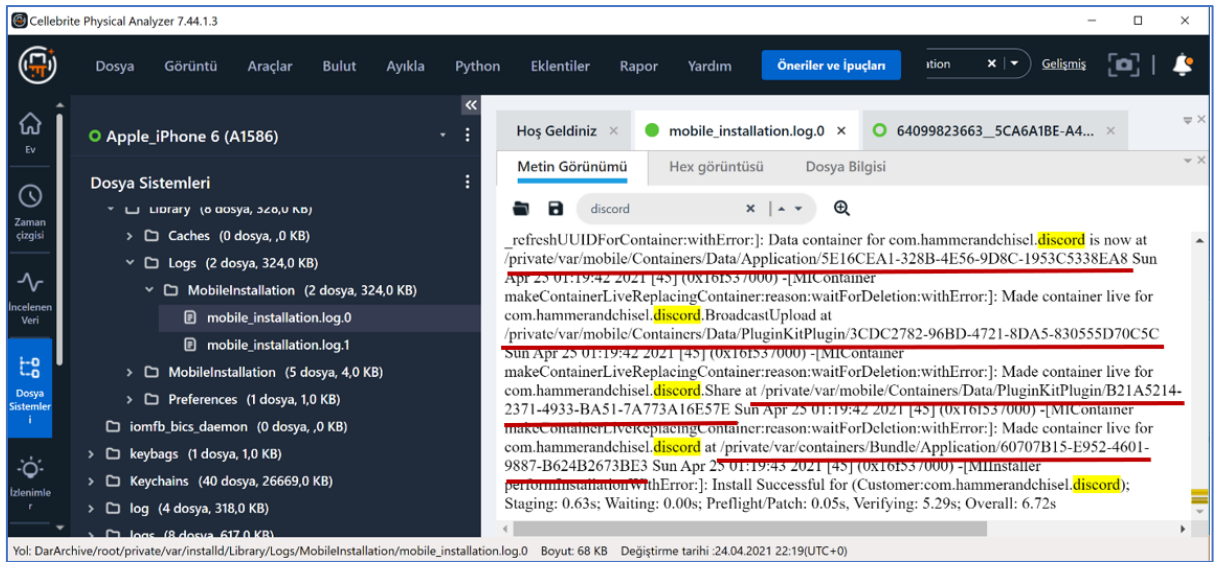 Cellebrite Physical Analyzer 7.44.1.3
Dosya Görüntü Araçlar Bulut Ayıkla Python Eklentiler Rapor Yardım Öneriler ve İpuçları ation Gelişmiş
Ev
Zaman çizgisi
İncelenen Veri
Dosya Sistemler i
İzlenimle r
Apple_iPhone 6 (A1586)
Dosya Sistemleri
Library (8 dosya, 328,0 KB)
Caches (0 dosya, ,0 KB)
Logs (2 dosya, 324,0 KB)
MobileInstallation (2 dosya, 324,0 KB)
mobile_installation.log.0
mobile_installation.log.1
MobileInstallation (5 dosya, 4,0 KB)
Preferences (1 dosya, 1,0 KB)
iomfb_bics_daemon (0 dosya, ,0 KB)
keybags (1 dosya, 1,0 KB)
Keychains (40 dosya, 26669,0 KB)
log (4 dosya, 318,0 KB)
logs (8 dosya, 617,0 KB)
Hoş Geldiniz mobile_installation.log.0 64099823663__5CA6A1BE-A4...
Metin Görünümü Hex görüntüsü Dosya Bilgisi
discord
_refreshUUIDForContainer:withError:]: Data container for com.hammerandchisel.discord is now at
/private/var/mobile/Containers/Data/Application/5E16CEA1-328B-4E56-9D8C-1953C5338EA8 Sun
Apr 25 01:19:42 2021 [45] (0x16f537000) -[MIContainer
makeContainerLiveReplacingContainer:reason:waitForDeletion:withError:]: Made container live for
com.hammerandchisel.discord.BroadcastUpload at
/private/var/mobile/Containers/Data/PluginKitPlugin/3CDC2782-96BD-4721-8DA5-830555D70C5C
Sun Apr 25 01:19:42 2021 [45] (0x16f537000) -[MIContainer
makeContainerLiveReplacingContainer:reason:waitForDeletion:withError:]: Made container live for
com.hammerandchisel.discord.Share at /private/var/mobile/Containers/Data/PluginKitPlugin/B21A5214-
2371-4933-BA51-7A773A16E57E Sun Apr 25 01:19:42 2021 [45] (0x16f537000) -[MIContainer
makeContainerLiveReplacingContainer:reason:waitForDeletion:withError:]: Made container live for
com.hammerandchisel.discord at /private/var/containers/Bundle/Application/60707B15-E952-4601-
9887-B624B2673BE3 Sun Apr 25 01:19:43 2021 [45] (0x16f537000) -[MIInstaller
performInstallationWithError:]: Install Successful for (Customer:com.hammerandchisel.discord);
Staging: 0.63s; Waiting: 0.00s; Preflight/Patch: 0.05s, Verifying: 5.29s; Overall: 6.72s
Yol: DarArchive/root/private/var/installd/Library/Logs/MobileInstallation/mobile_installation.log.0 Boyut: 68 KB Değiştirme tarihi :24.04.2021 22:19(UTC+0)